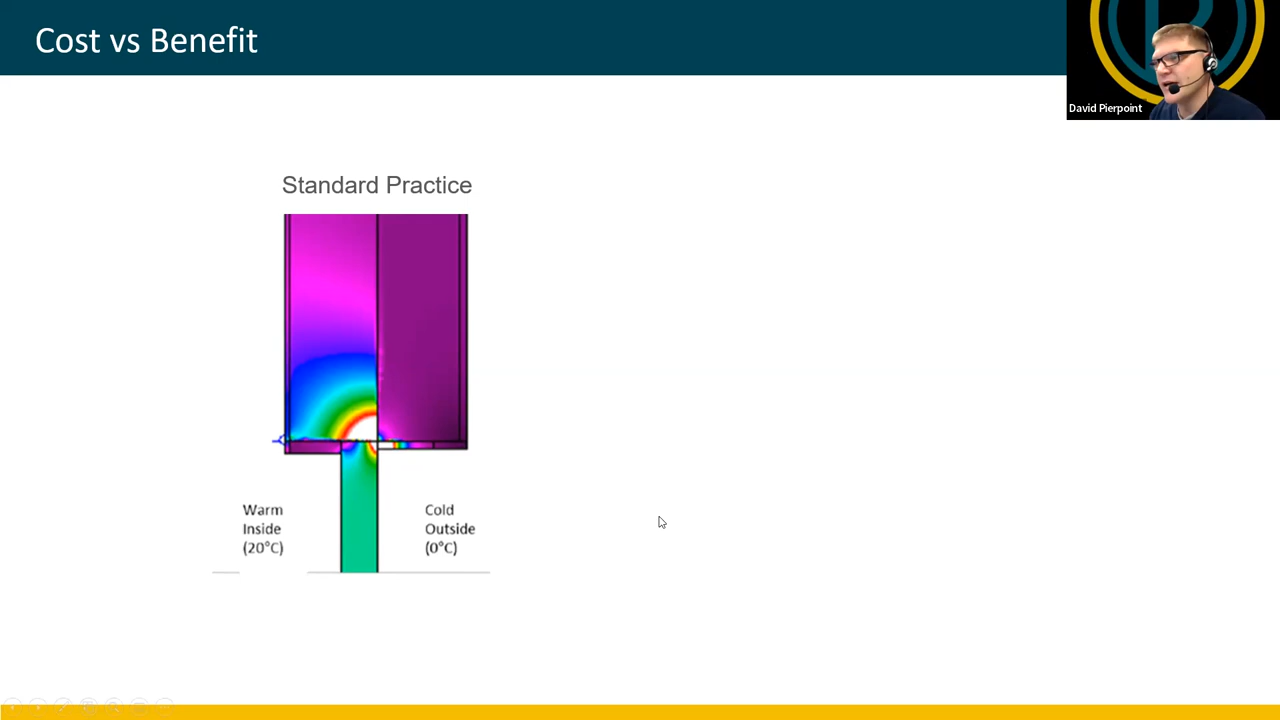 Cost vs Benefit
David Pierpoint
Standard Practice
Warm
Inside
(20°C)
Cold
Outside
(0°C)